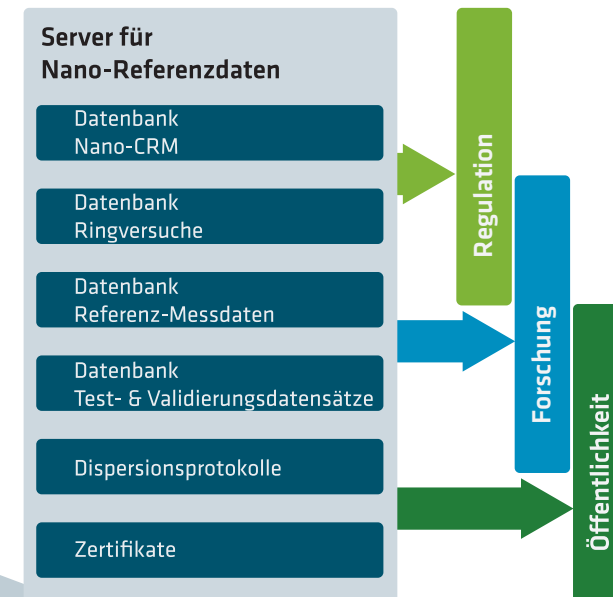 Server für
Nano-Referenzdaten
Datenbank
Nano-CRM
Datenbank
Ringversuche
Datenbank
Referenz-Messdaten
Datenbank
Test- & Validierungsdatensätze
Dispersionsprotokolle
Zertifikate
Regulation
Forschung
Öffentlichkeit